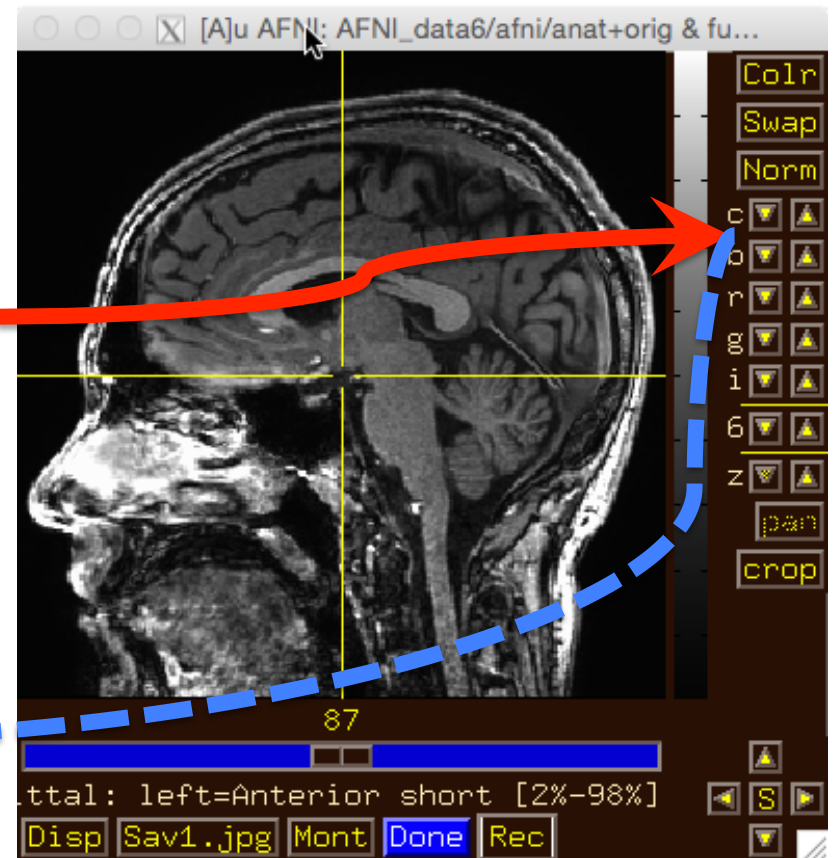 X [A]u AFNI: AFNI_data6/afni/anat+orig & fu...
Colr
Swap
Norm
c
b
r
g
i
6
z
pan
crop
87
ttal: left=Anterior short [2%-98%]
S
Disp Sav1.jpg Mont Done Rec